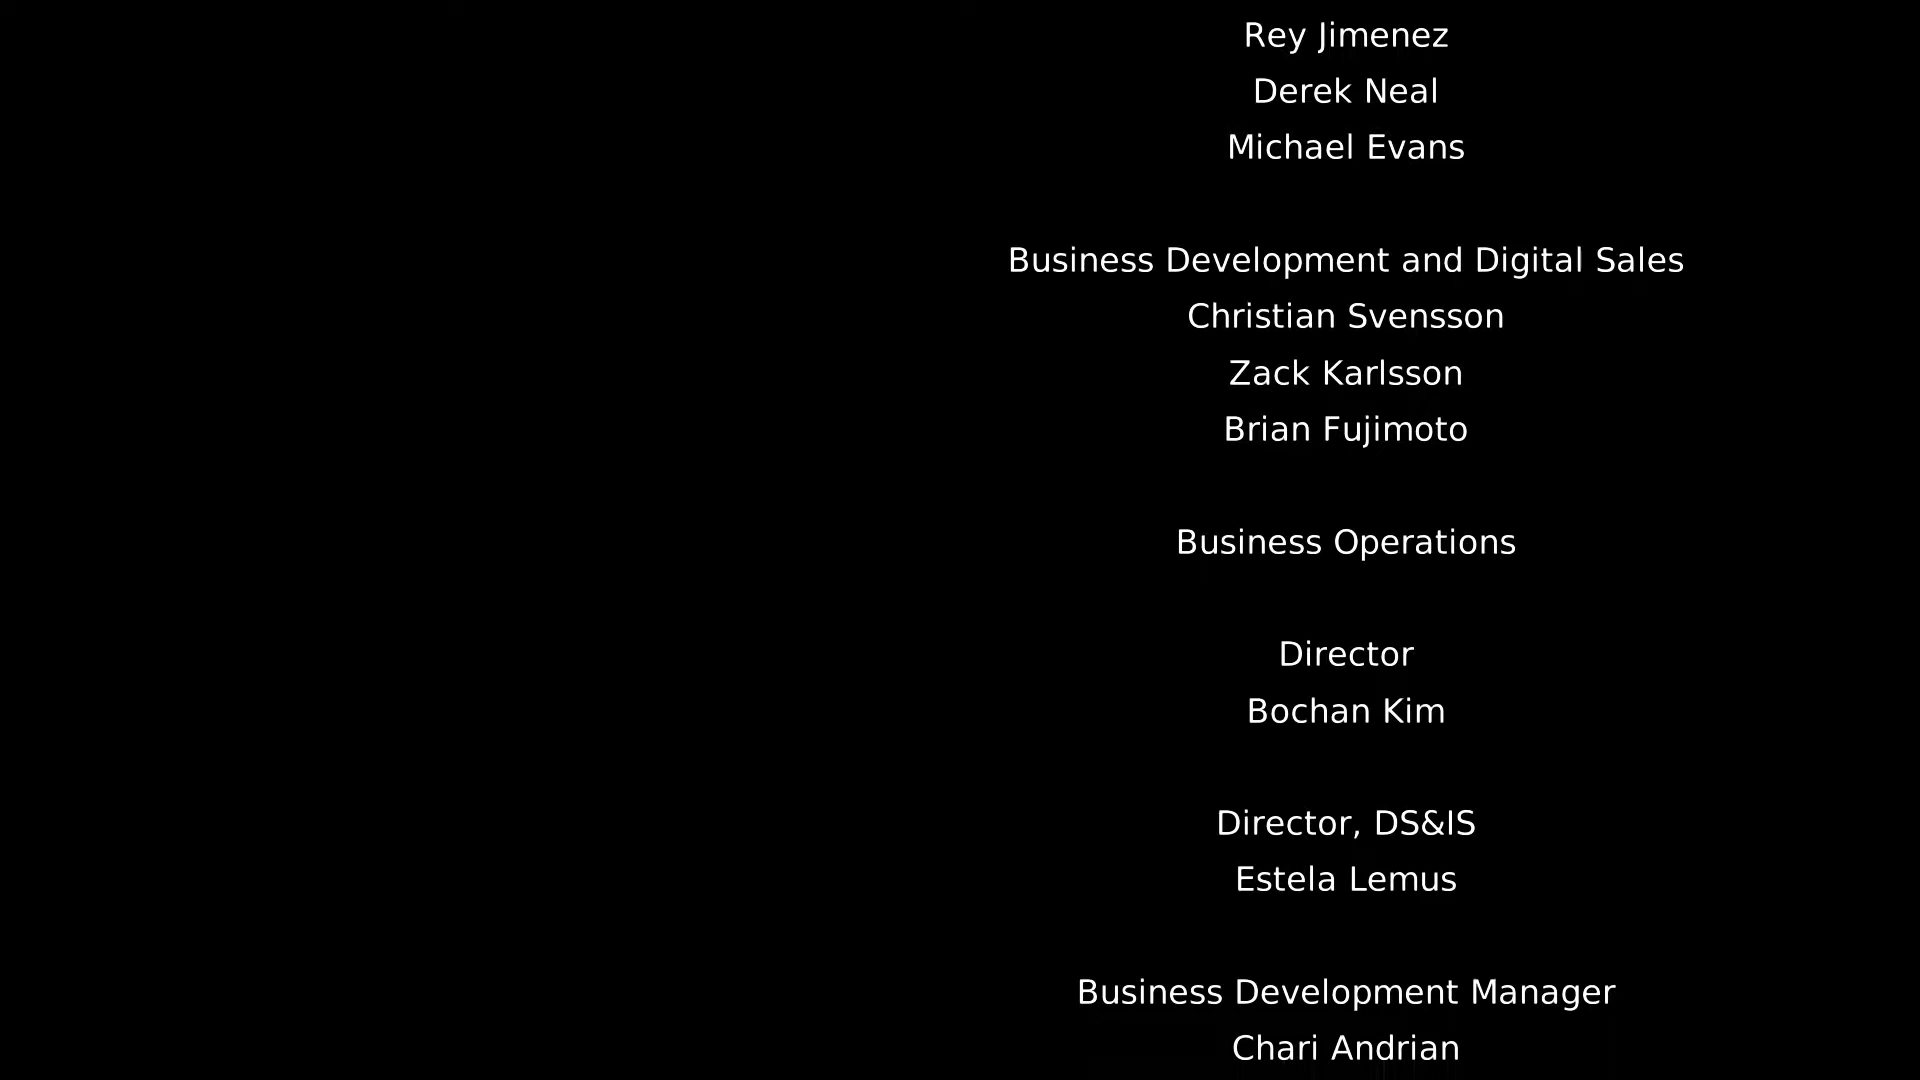 Rey Jimenez
Derek Neal
Michael Evans
Business Development and Digital Sales
Christian Svensson
Zack Karlsson
Brian Fujimoto
Business Operations
Director
Bochan Kim
Director, DS&IS
Estela Lemus
Business Development Manager
Chari Andrian